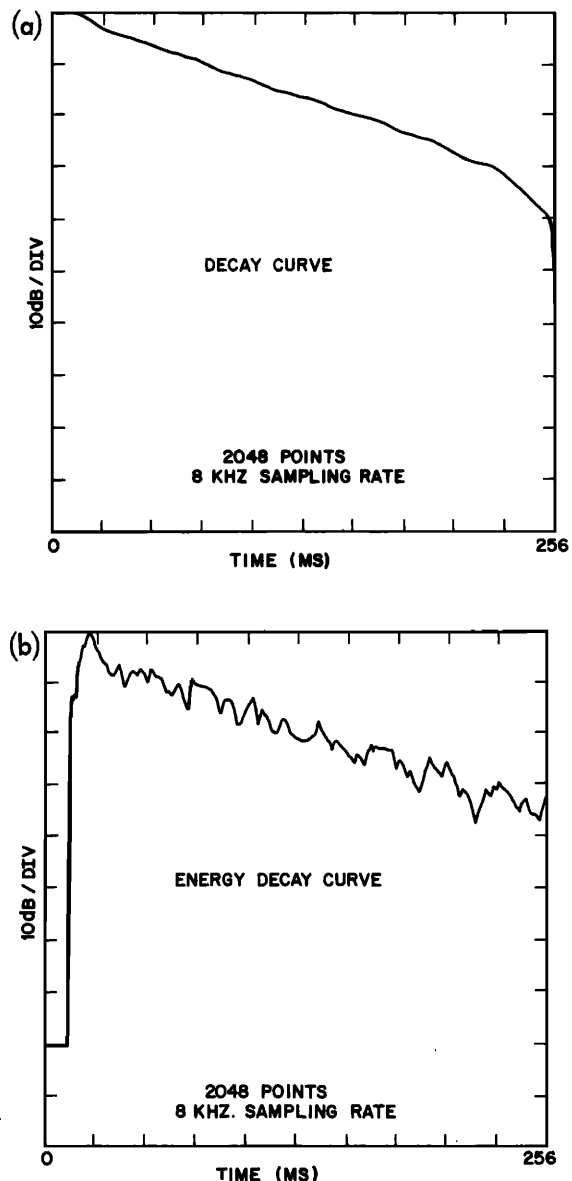 (a)
10dB / DIV
DECAY CURVE
2048 POINTS
8 KHZ SAMPLING RATE
0
256
TIME (MS)
(b)
10dB / DIV
ENERGY DECAY CURVE
2048 POINTS
8 KHZ. SAMPLING RATE
0
256
TIME (MS)